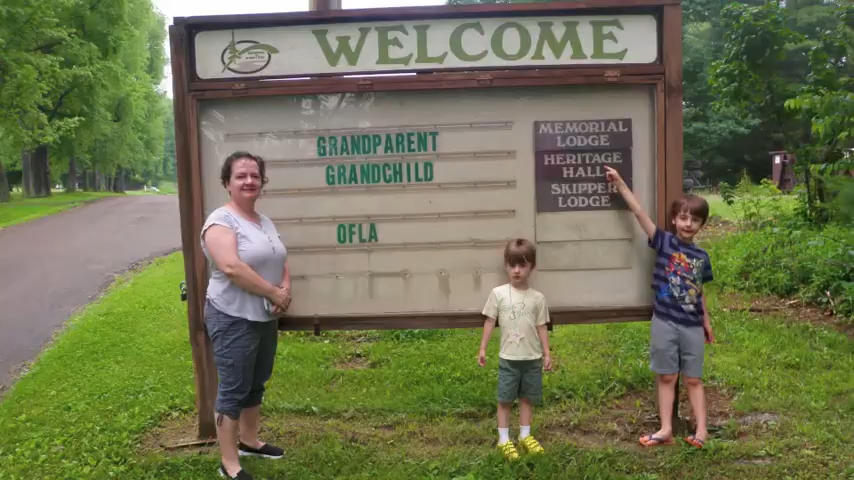 WELCOME
GRANDPARENT
GRANDCHILD
OFLA
MEMORIAL
LODGE
HERITAGE
HALL
SKIPPER
LODGE